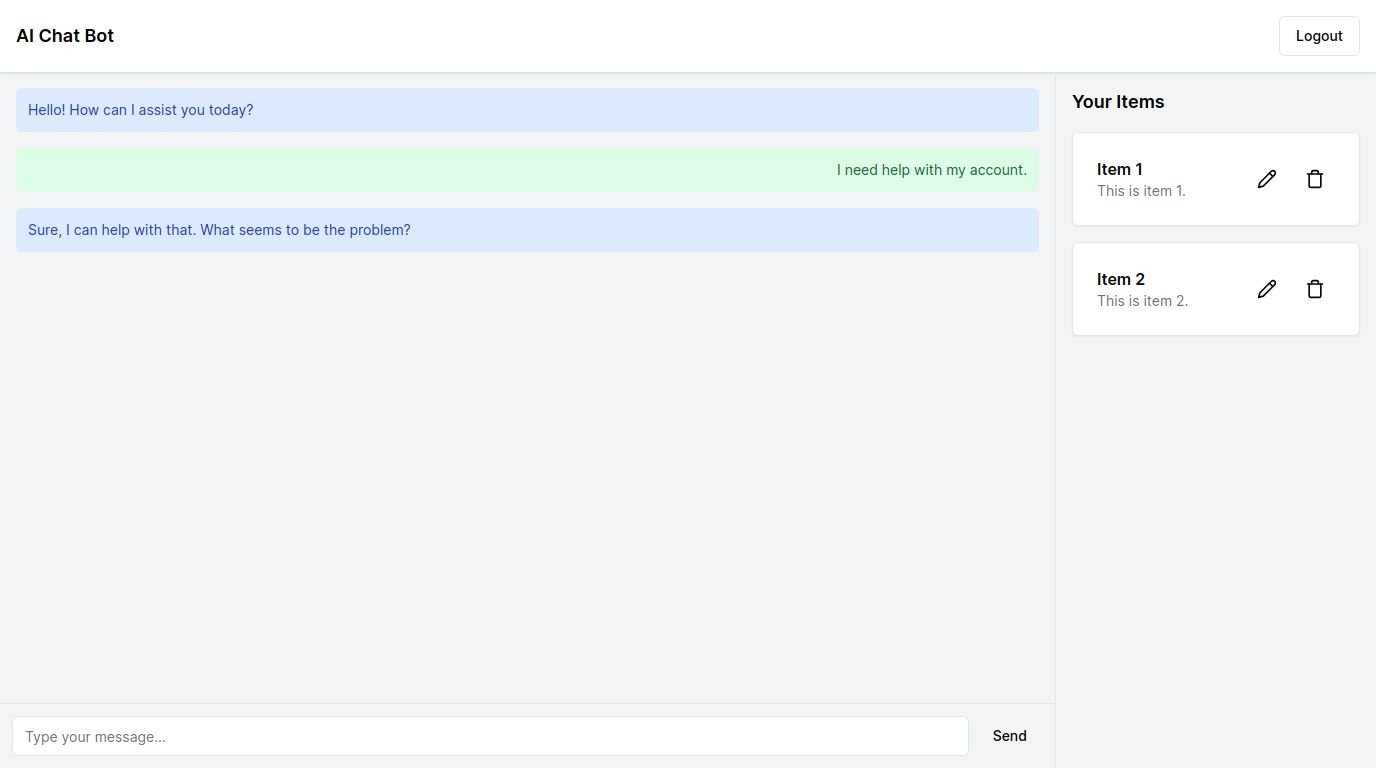 AI Chat Bot
Logout
Hello! How can I assist you today?
I need help with my account.
Sure, I can help with that. What seems to be the problem?
Type your message...
Send
Your Items
Item 1
This is item 1.
Item 2
This is item 2.